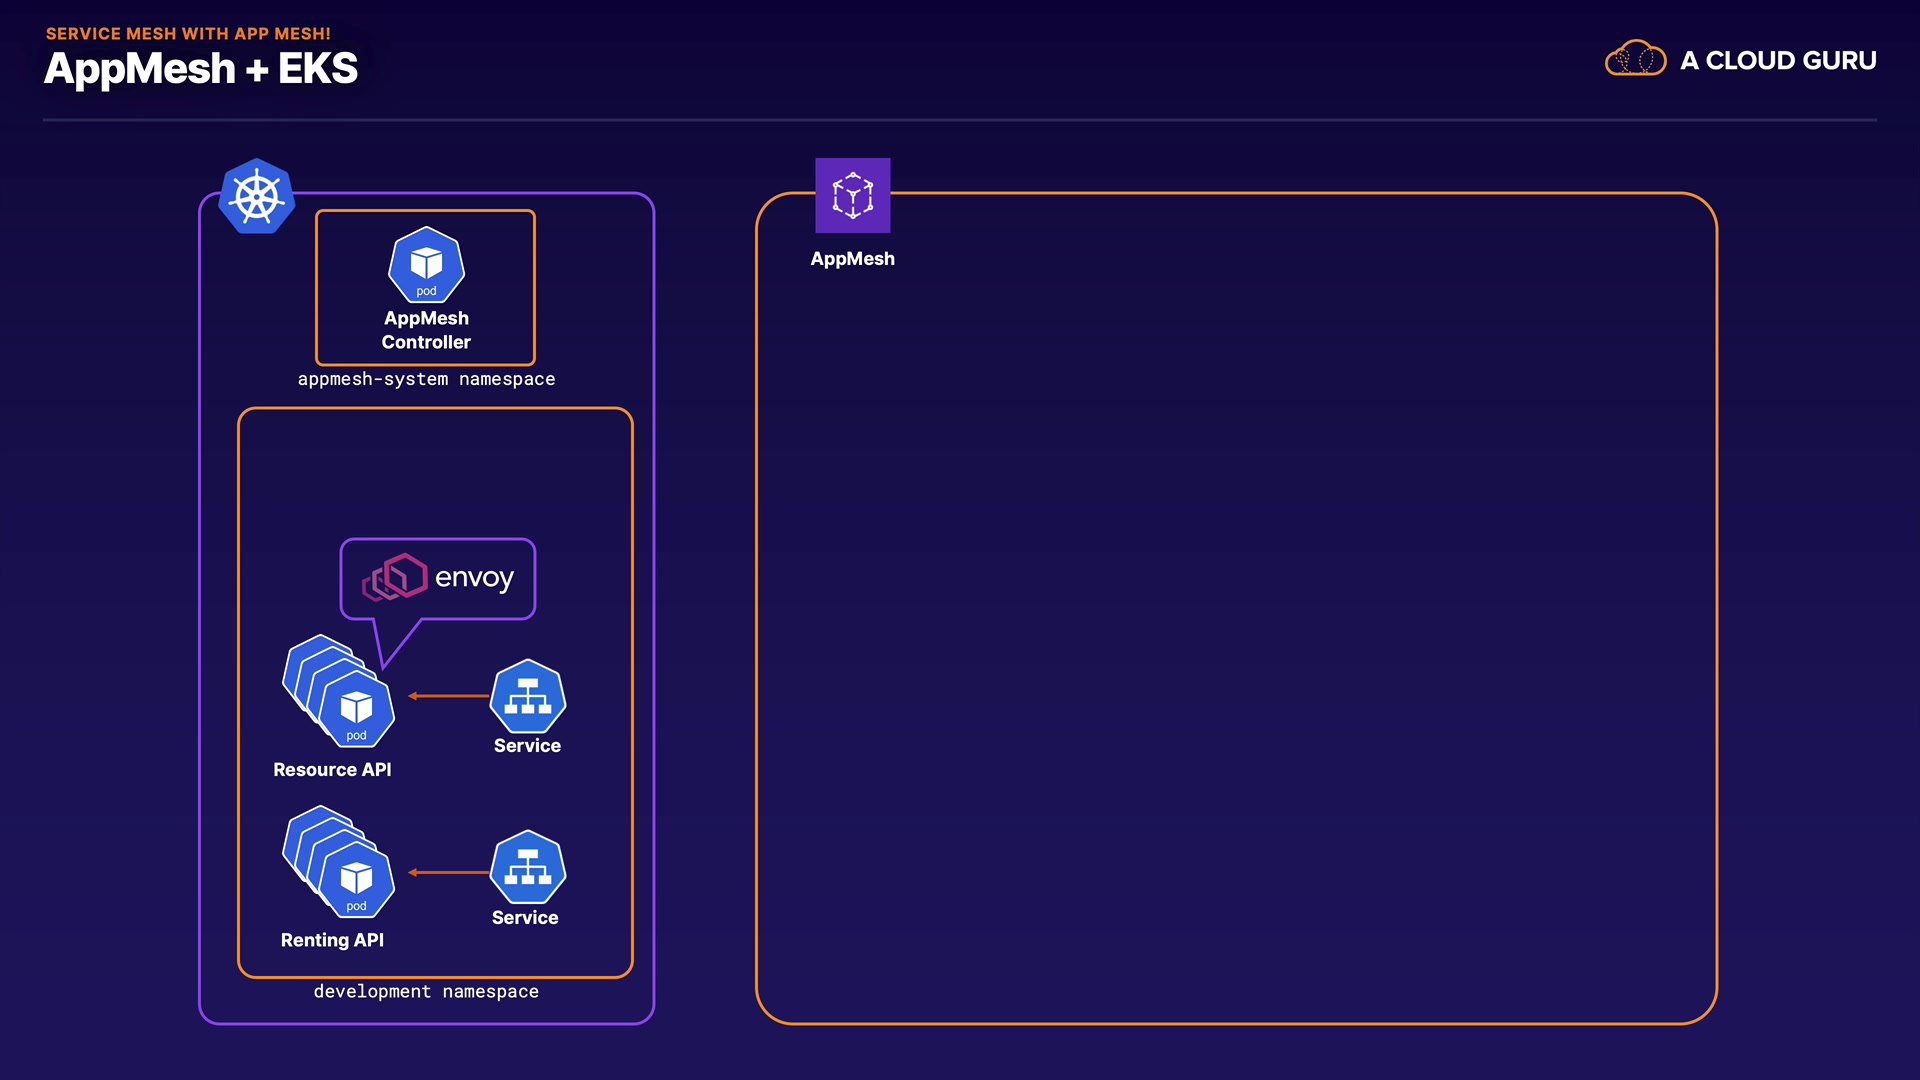 SERVICE MESH WITH APP MESH!
AppMesh + EKS
A CLOUD GURU
pod
AppMesh
Controller
appmesh-system namespace
envoy
pod
Resource API
Service
pod
Renting API
Service
development namespace
AppMesh